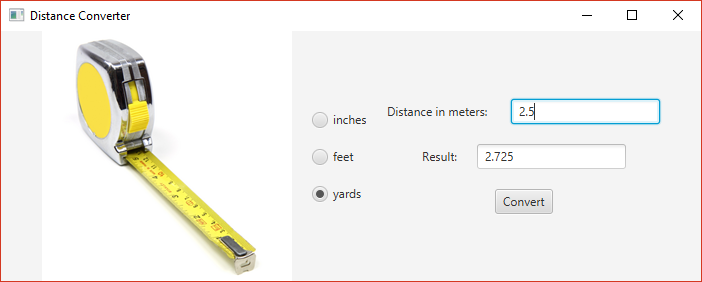 Distance Converter
inches
Distance in meters: 2.5
feet
Result: 2.725
yards
Convert